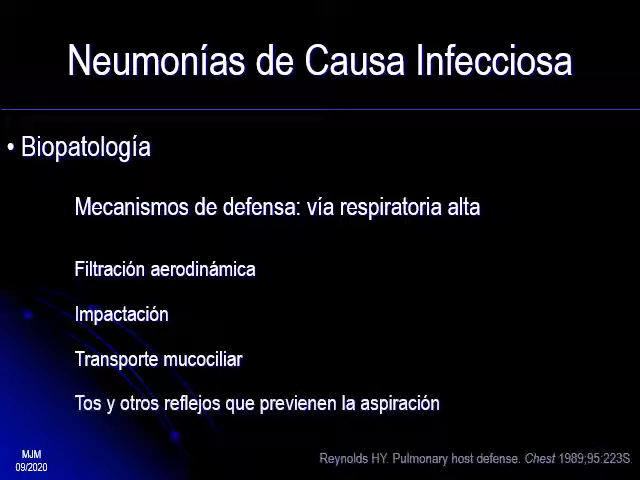 Neumonías de Causa Infecciosa
• Biopatología
Mecanismos de defensa: vía respiratoria alta
Filtración aerodinámica
Impactación
Transporte mucociliar
Tos y otros reflejos que previenen la aspiración
MJM
09/2020
Reynolds HY. Pulmonary host defense. Chest 1989;95:223S.